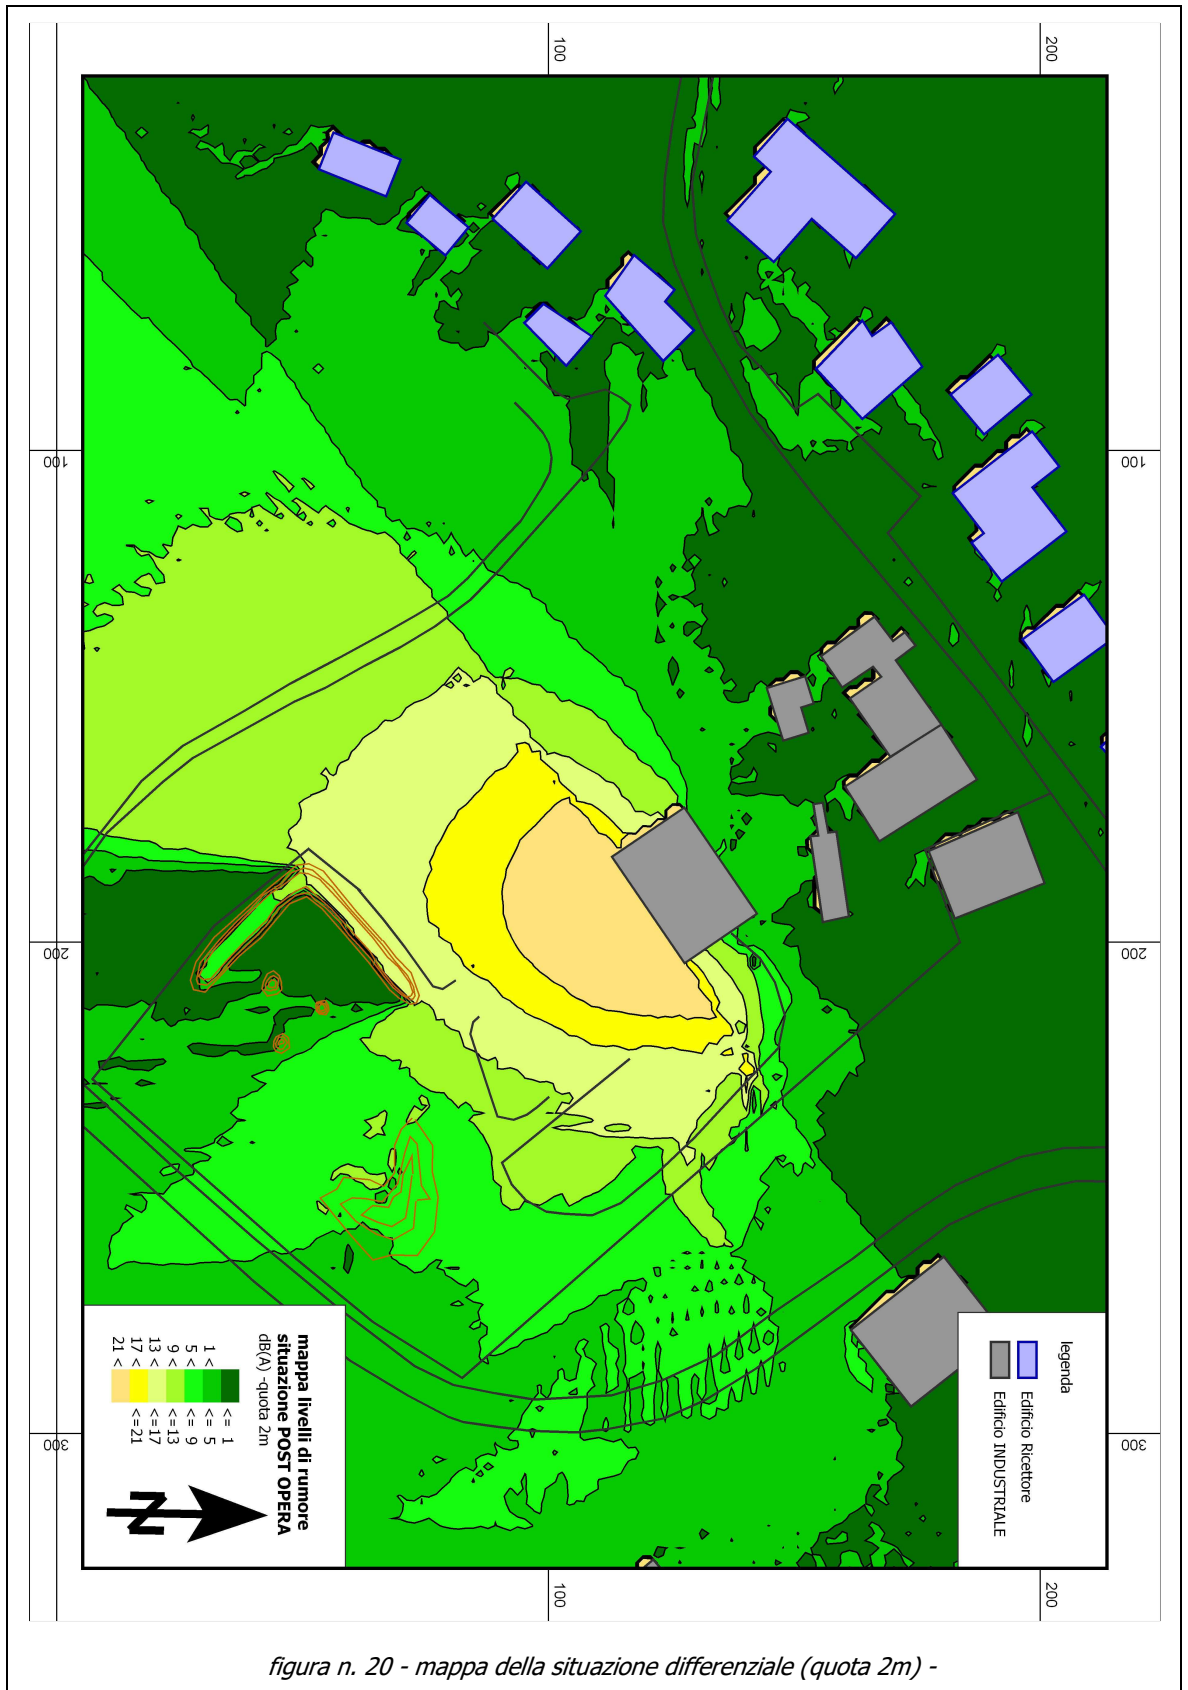 100
200
100
100
200
200
300
300
100
200
legenda
Edificio Ricettore
Edificio INDUSTRIALE
mappa livelli di rumore
situazione POST OPERA
dB(A) -quota 2m
<= 1
1 < <= 5
5 < <= 9
9 < <=13
13 < <=17
17 < <=21
21 <
N
figura n. 20 - mappa della situazione differenziale (quota 2m) -